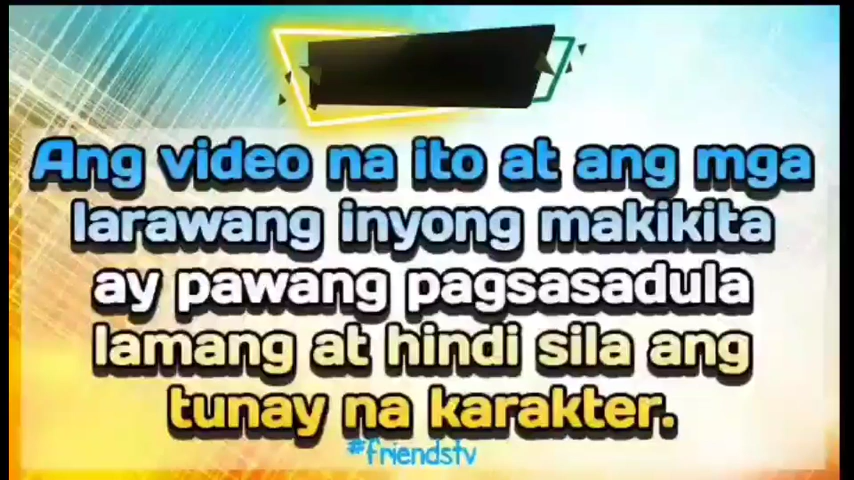 Ang video na ito at ang mga
larawang inyong makikita
ay pawang pagsasadula
lamang at hindi sila ang
tunay na karakter.
#friendstv